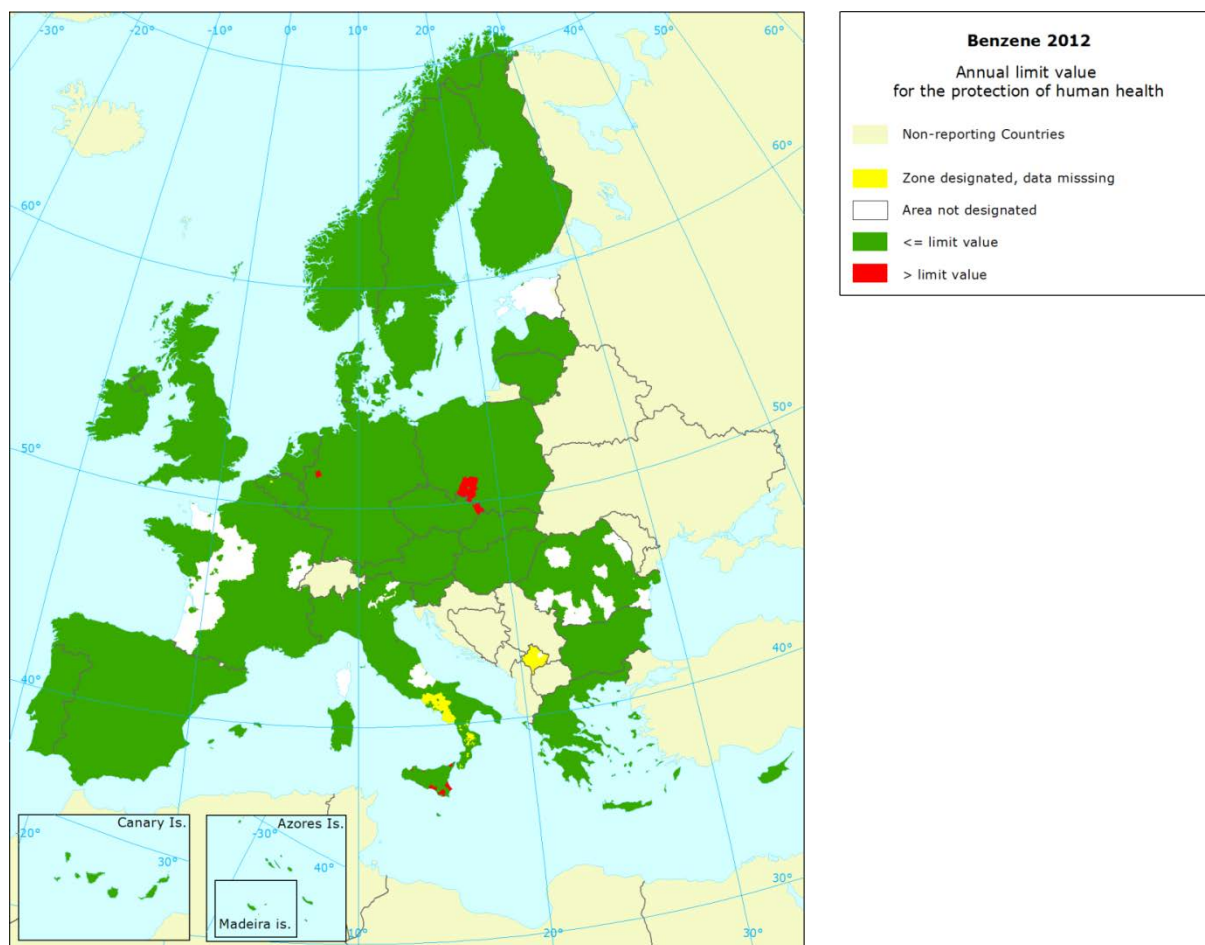 -30°
-20°
-10°
0°
10°
20°
30°
40°
50°
60°
60°
60°
50°
50°
40°
40°
30°
Canary Is.
-20°
30°
Azores Is.
-30°
40°
Madeira is.
10°
20°
Benzene 2012
Annual limit value
for the protection of human health
Non-reporting Countries
Zone designated, data misssing
Area not designated
<= limit value
> limit value